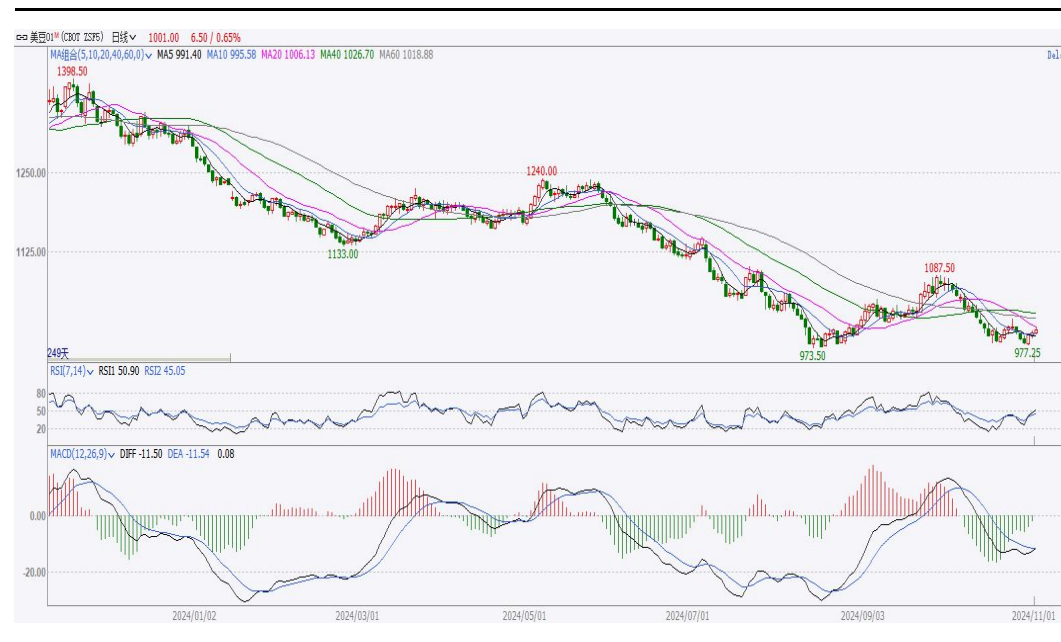 美豆01M (CBOT ZSF5) 日线 1001.00 6.50 / 0.65%
MA组合(5,10,20,40,60,0) MA5 991.40 MA10 995.58 MA20 1006.13 MA40 1026.70 MA60 1018.88
1398.50
1250.00
1240.00
1125.00
1133.00
1087.50
249天
973.50
977.25
RSI(7,14) RSI1 50.90 RSI2 45.05
80
50
20
MACD(12,26,9) DIFF -11.50 DEA -11.54 0.08
0.00
-20.00
2024/01/02 2024/03/01 2024/05/01 2024/07/01 2024/09/03 2024/11/01